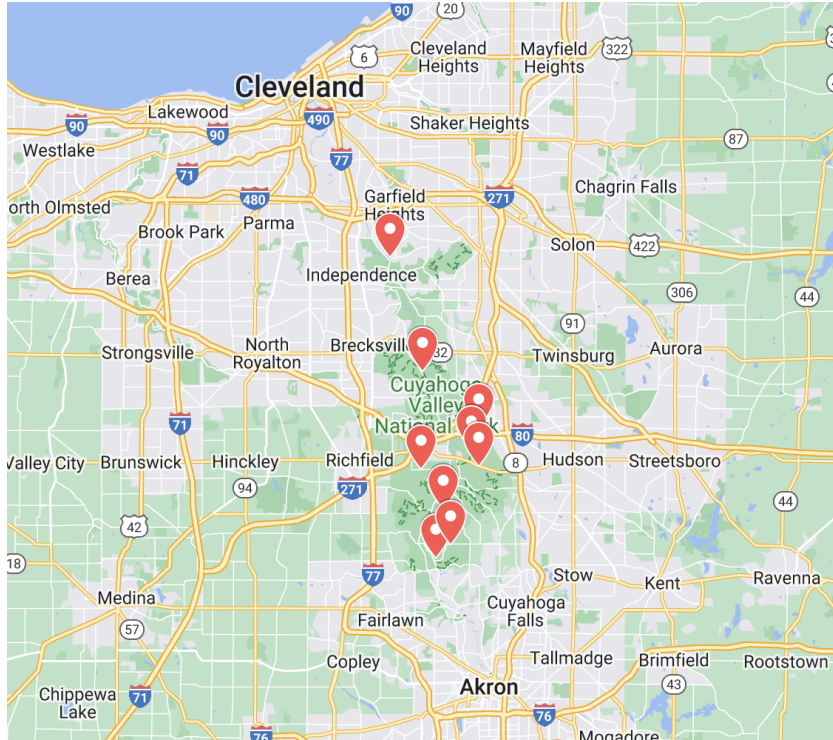 90
20
Cleveland
Heights
Mayfield
Heights
322
6
Cleveland
Lakewood
490
Shaker Heights
90
90
87
Westlake
77
71
Chagrin Falls
480
Garfield
Heights
271
orth Olmsted
Parma
Brook Park
Solon
422
Independence
Berea
306
44
91
North
Royalton
Brecksville
32
Strongsville
Twinsburg
Aurora
Cuyahoga
Valley
National
k
71
80
Valley City
Brunswick
Hinckley
Richfield
8
Hudson
Streetsboro
94
271
44
42
18
77
Stow
Kent
Ravenna
Medina
Cuyahoga
Falls
57
Fairlawn
Copley
Tallmadge
Brimfield
Rootstown
Akron
43
Chippewa
Lake
71
76
76
Mogadore